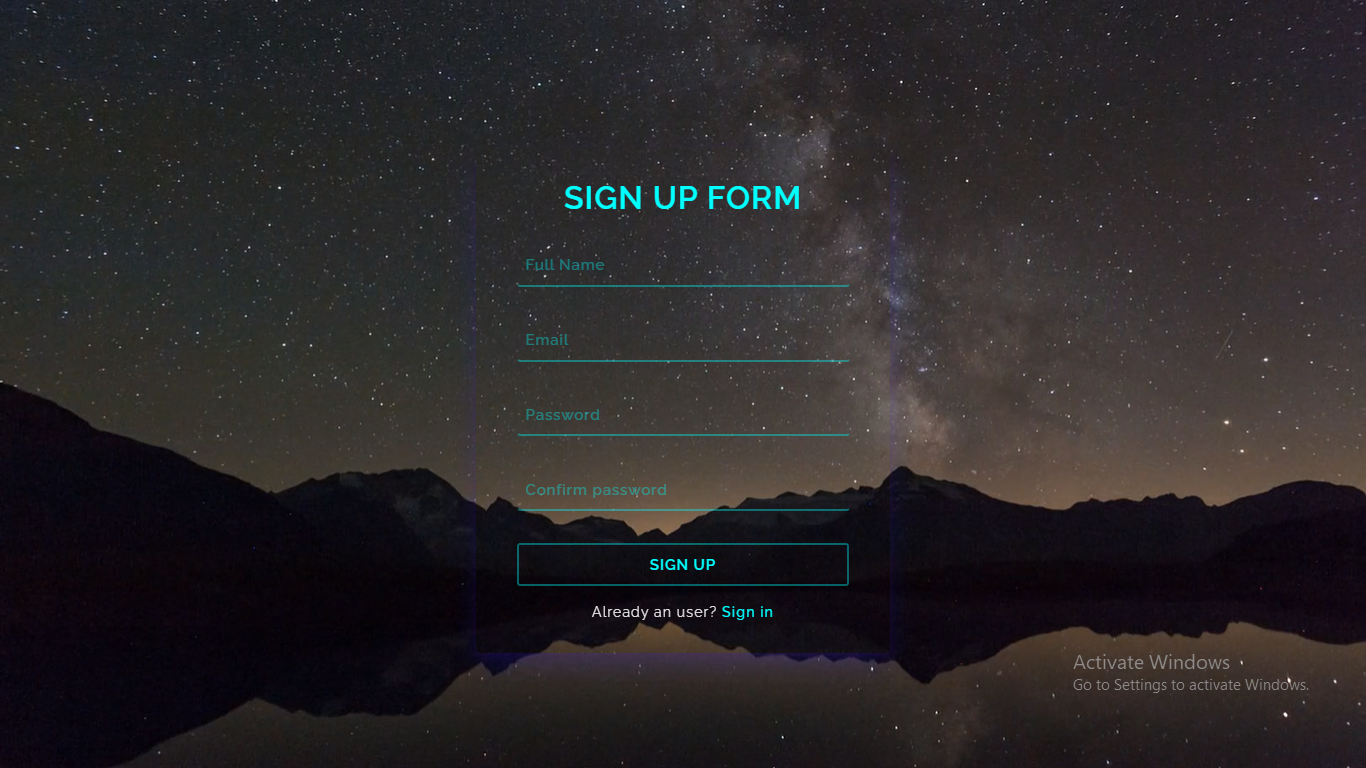 SIGN UP FORM
Full Name
Email
Password
Confirm password
SIGN UP
Already an user? Sign in
Activate Windows
Go to Settings to activate Windows.